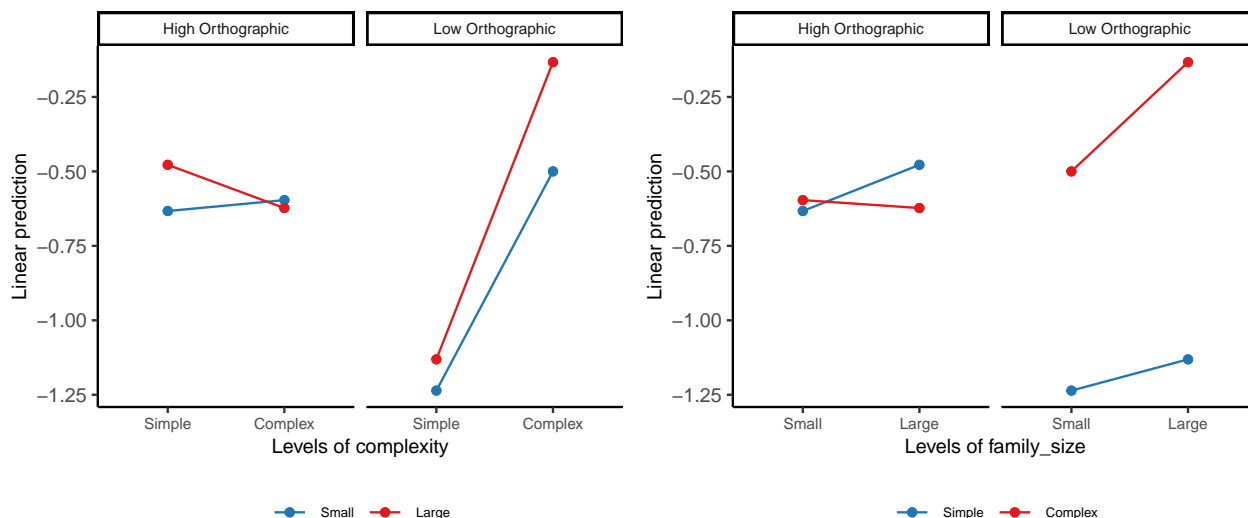 High Orthographic
Low Orthographic
−0.25
−0.50
−0.75
−1.00
−1.25
Linear prediction
Simple
Complex
Simple
Complex
Levels of complexity
Small
Large
High Orthographic
Low Orthographic
−0.25
−0.50
−0.75
−1.00
−1.25
Linear prediction
Small
Large
Small
Large
Levels of family_size
Simple
Complex